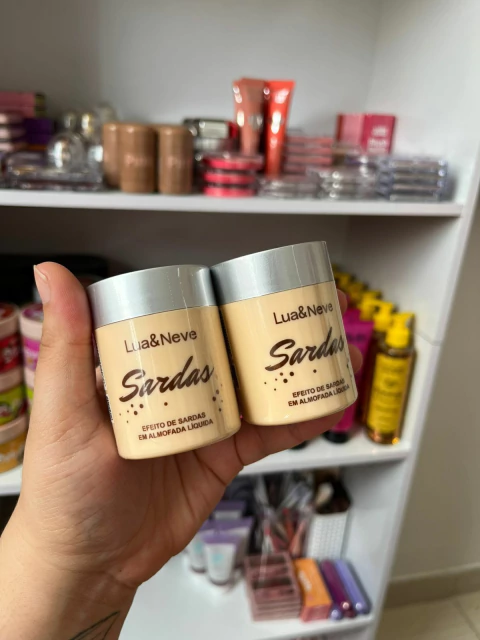 Lua&Neve
Sardas
EFEITO DE SARDAS
EM ALMOFADA LÍQUIDA
Lua&Neve
Sardas
EFEITO DE SARDAS
EM ALMOFADA LÍQUIDA